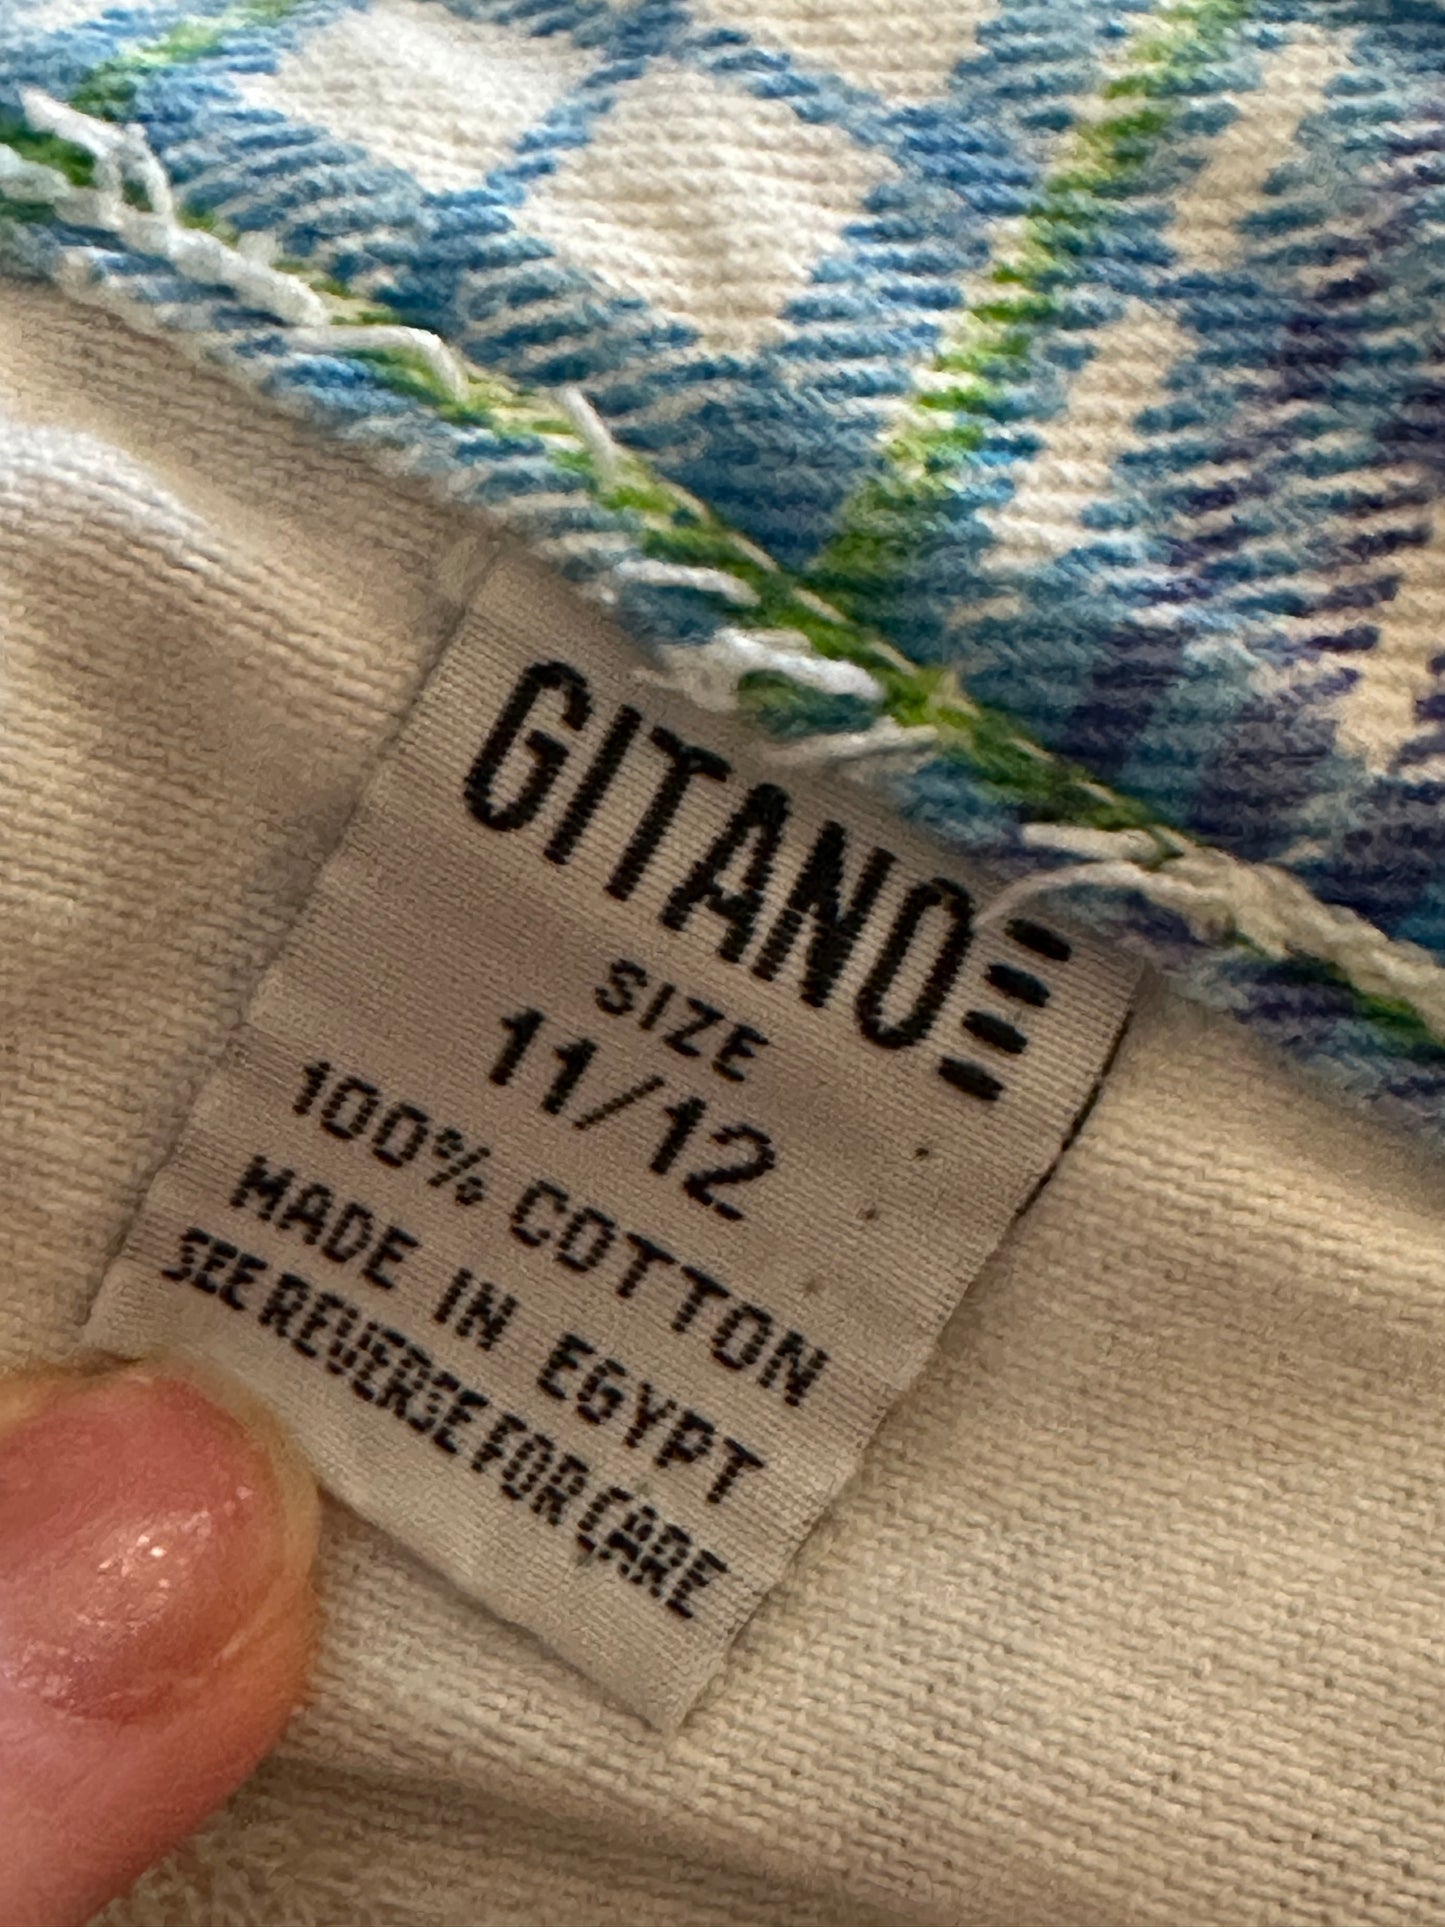 GITANO
SIZE
11/12
100% COTTON
MADE IN EGYPT
SEE REVERSE FOR CARE